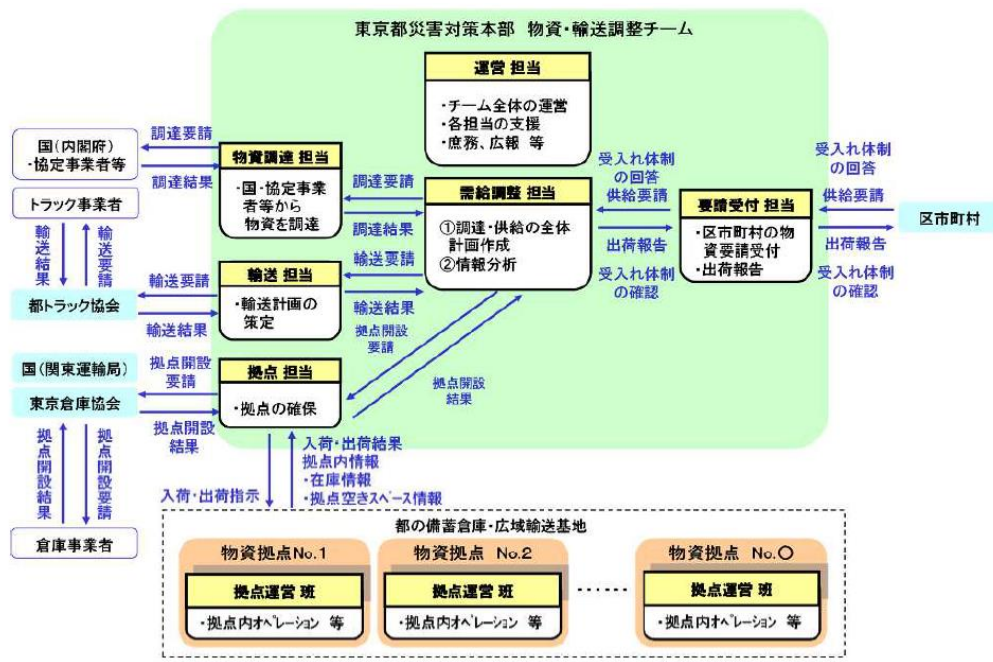 東京都災害対策本部 物資・輸送調整チーム
運営 担当
・チーム全体の運営
・各担当の支援
・庶務、広報 等
国(内閣府)
・協定事業者等
調達要請
調達結果
物資調達 担当
・国・協定事業
者等から
物資を調達
調達要請
調達結果
需給調整 担当
①調達・供給の全体
計画作成
②情報分析
受入れ体制
の回答
供給要請
出荷報告
受入れ体制
の確認
要請受付 担当
・区市町村の物
資要請受付
・出荷報告
受入れ体制
の回答
供給要請
出荷報告
受入れ体制
の確認
区市町村
トラック事業者
輸送結果
輸送要請
都トラック協会
輸送要請
輸送結果
輸送 担当
・輸送計画の
策定
輸送要請
輸送結果
拠点開設
要請
拠点開設
結果
国(関東運輸局)
東京倉庫協会
拠点開設
要請
拠点開設
結果
拠点 担当
・拠点の確保
拠点開設結果
拠点開設要請
倉庫事業者
入荷・出荷指示
入荷・出荷結果
拠点内情報
・在庫情報
・拠点空きスペース情報
都の備蓄倉庫・広域輸送基地
物資拠点No.1
拠点運営 班
・拠点内オペレーション 等
物資拠点 No.2
拠点運営 班
・拠点内オペレーション 等
物資拠点 No.〇
拠点運営 班
・拠点内オペレーション 等